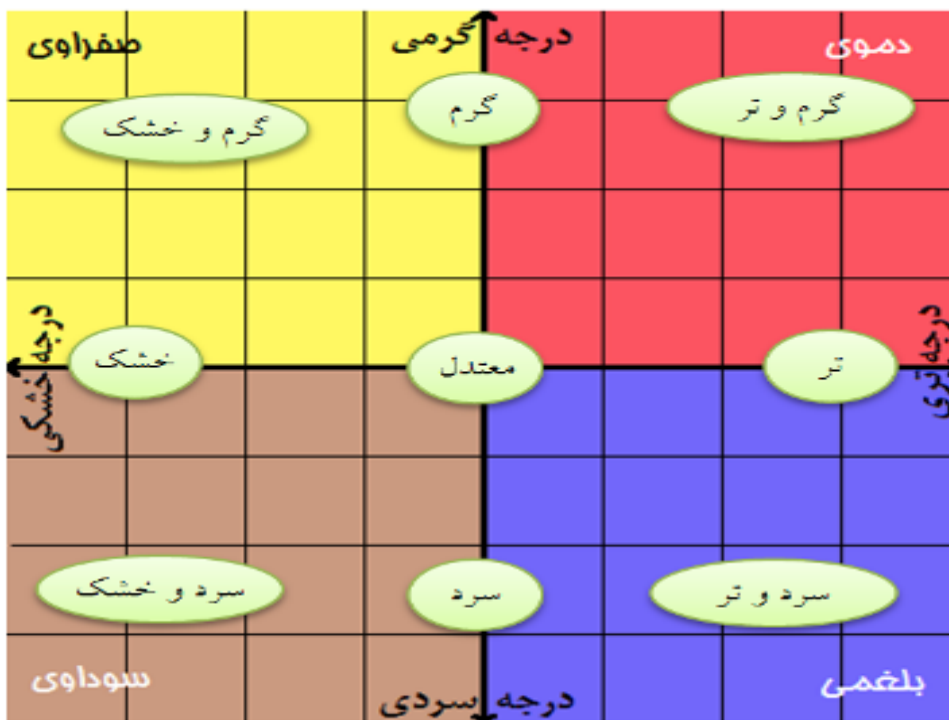 دموی
درجه گرمی
صفراوی
گرم و تر
گرم
گرم و خشک
درجه تری
تر
معتدل
خشک
درجه خشکی
سرد و تر
سرد
سرد و خشک
بلغمی
درجه سردی
سوداوی